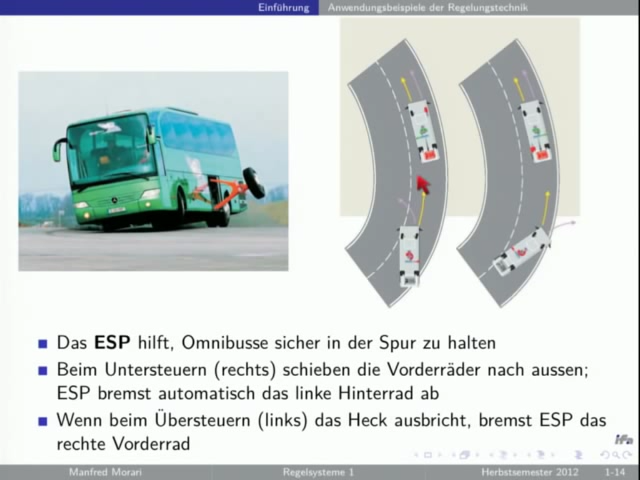 Einführung Anwendungsbeispiele der Regelungstechnik
Das ESP hilft, Omnibusse sicher in der Spur zu halten
Beim Untersteuern (rechts) schieben die Vorderräder nach aussen;
ESP bremst automatisch das linke Hinterrad ab
Wenn beim Übersteuern (links) das Heck ausbricht, bremst ESP das
rechte Vorderrad
ifa
Manfred Morari Regelsysteme 1 Herbstsemester 2012 1-14